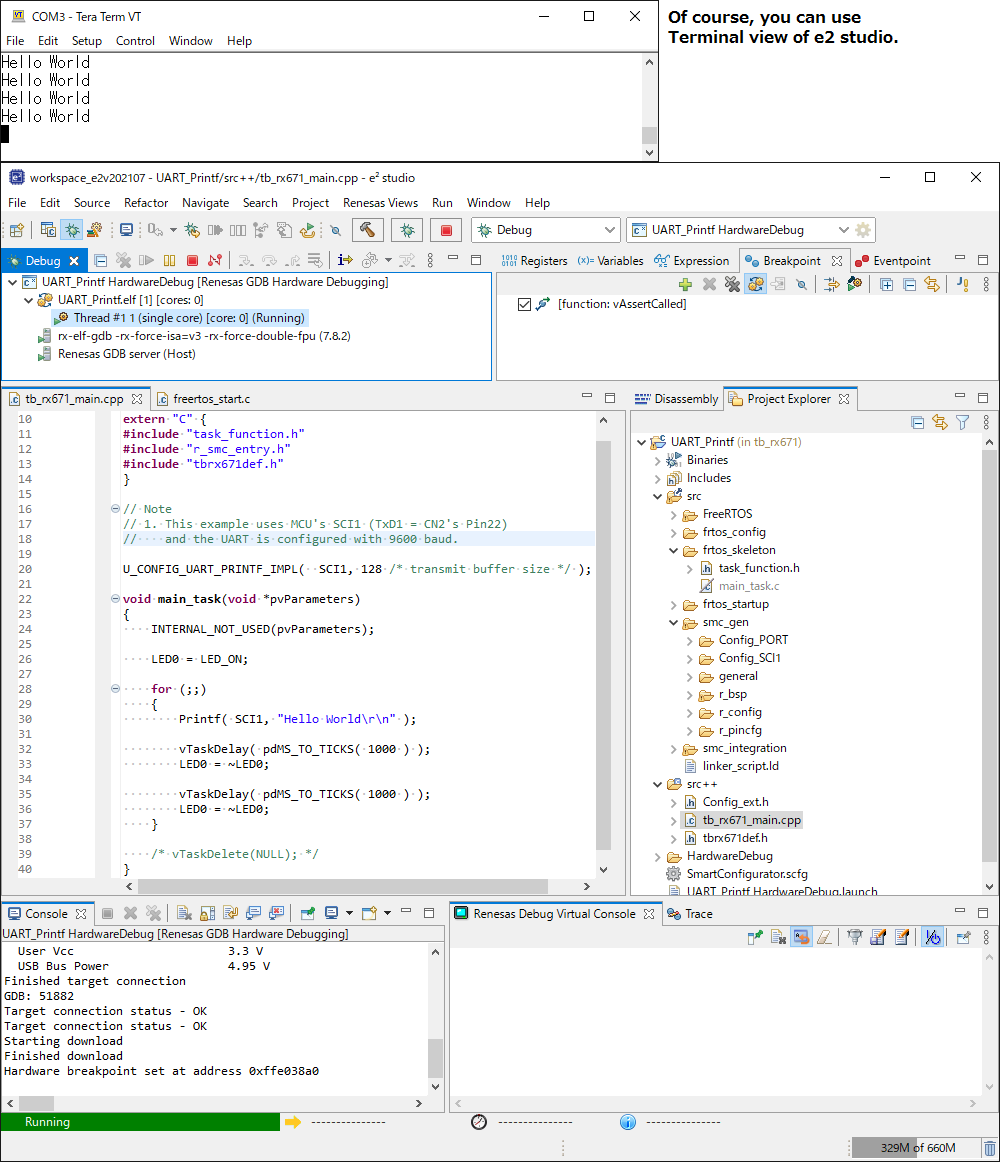 COM3 - Tera Term VT
File Edit Setup Control Window Help
Hello World
Hello World
Hello World
Hello World
Of course, you can use
Terminal view of e2 studio.
workspace_e2v202107 - UART_Printf/src++/tb_rx671_main.cpp - e² studio
File Edit Source Refactor Navigate Search Project Renesas Views Run Window Help
Debug UART_Printf HardwareDebug
Debug
UART_Printf HardwareDebug [Renesas GDB Hardware Debugging]
UART_Printf.elf [1] [cores: 0]
Thread #1 1 (single core) [core: 0] (Running)
rx-elf-gdb -rx-force-isa=v3 -rx-force-double-fpu (7.8.2)
Renesas GDB server (Host)
Registers (x)= Variables Expression Breakpoint Eventpoint
[function: vAssertCalled]
tb_rx671_main.cpp freertos_start.c
10 extern "C" {
11 #include "task_function.h"
12 #include "r_smc_entry.h"
13 #include "tbrx671def.h"
14 }
15
16 // Note
17 // 1. This example uses MCU's SCI1 (TxD1 = CN2's Pin22)
18 //    and the UART is configured with 9600 baud.
19
20 U_CONFIG_UART_PRINTF_IMPL(  SCI1, 128 /* transmit buffer size */ );
21
22 void main_task(void *pvParameters)
23 {
24     INTERNAL_NOT_USED(pvParameters);
25
26     LED0 = LED_ON;
27
28     for (;;)
29     {
30         Printf( SCI1, "Hello World\r\n" );
31
32         vTaskDelay( pdMS_TO_TICKS( 1000 ) );
33         LED0 = ~LED0;
34
35         vTaskDelay( pdMS_TO_TICKS( 1000 ) );
36         LED0 = ~LED0;
37     }
38
39     /* vTaskDelete(NULL); */
40 }
Disassembly Project Explorer
UART_Printf (in tb_rx671)
Binaries
Includes
src
FreeRTOS
frtos_config
frtos_skeleton
task_function.h
main_task.c
frtos_startup
smc_gen
Config_PORT
Config_SCI1
general
r_bsp
r_config
r_pincfg
smc_integration
linker_script.ld
src++
Config_ext.h
tb_rx671_main.cpp
tbrx671def.h
HardwareDebug
SmartConfigurator.scfg
UART_Printf HardwareDebug.launch
Console
UART_Printf HardwareDebug [Renesas GDB Hardware Debugging]
User Vcc 3.3 V
USB Bus Power 4.95 V
Finished target connection
GDB: 51882
Target connection status - OK
Target connection status - OK
Starting download
Finished download
Hardware breakpoint set at address 0xffe038a0
Renesas Debug Virtual Console Trace
Running --------------- --------------- ---------------
329M of 660M